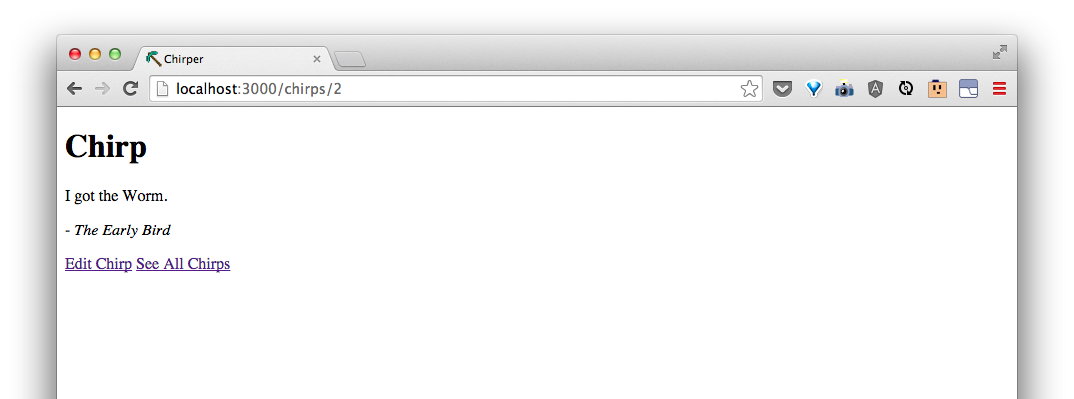 Chirper
localhost:3000/chirps/2
Chirp
I got the Worm.
- The Early Bird
Edit Chirp See All Chirps